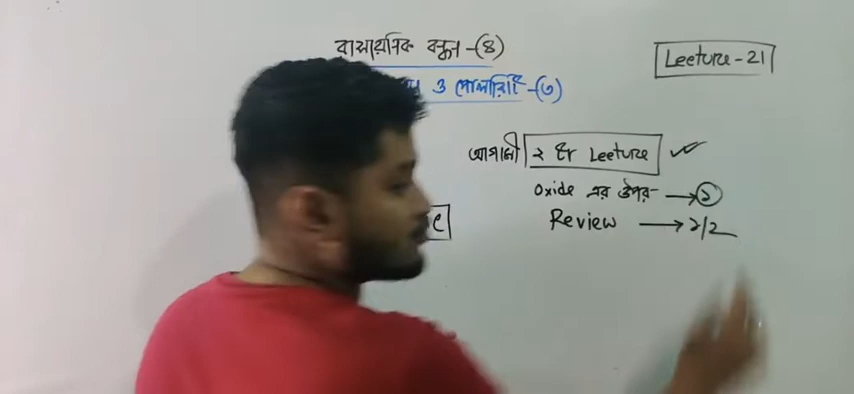 রাসায়নিক বন্ধন -(৪)
Lecture - 21
ও পোলারিটি -(৩)
আগামী ২ টা Lecture
Oxide এর উপর → ১
Review → ১/২